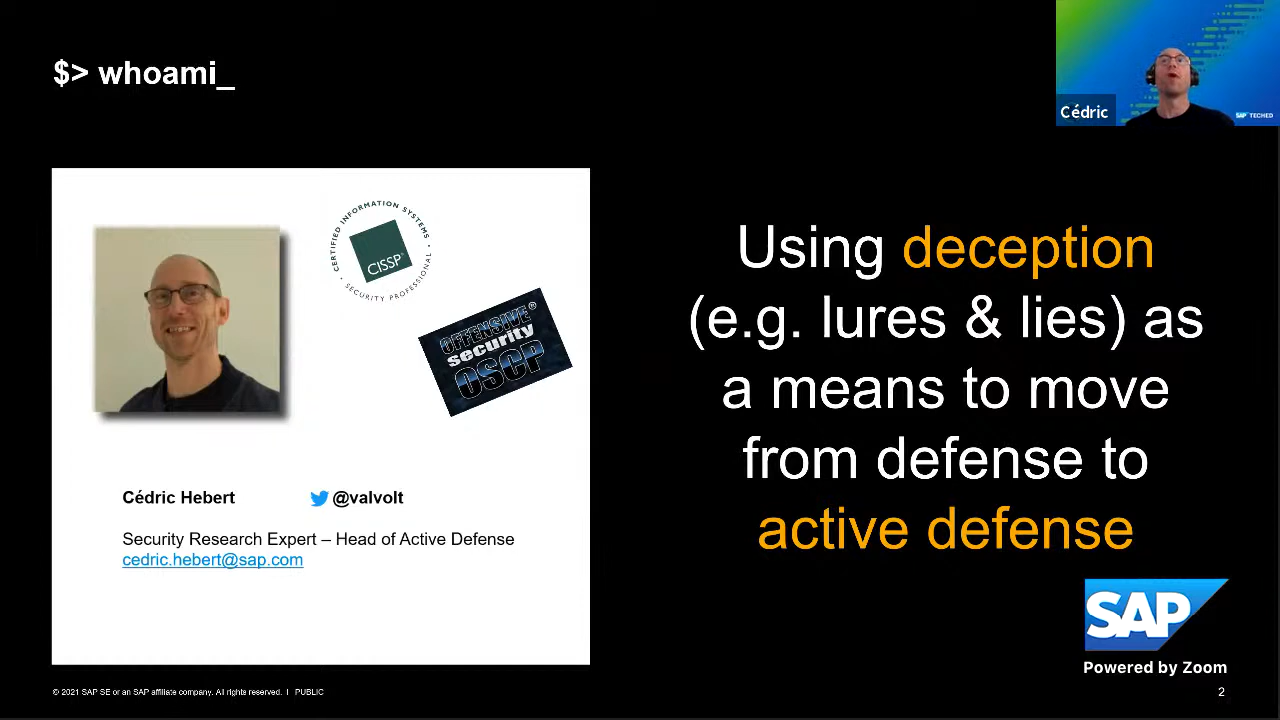 $> whoami_
Cédric
SAP TECHED
CERTIFIED INFORMATION SYSTEMS
SECURITY PROFESSIONAL
CISSP®
OFFENSIVE®
security
OSCP
Cédric Hebert
@valvolt
Security Research Expert – Head of Active Defense
cedric.hebert@sap.com
Using deception
(e.g. lures & lies) as
a means to move
from defense to
active defense
SAP
Powered by Zoom
© 2021 SAP SE or an SAP affiliate company. All rights reserved. I PUBLIC
2